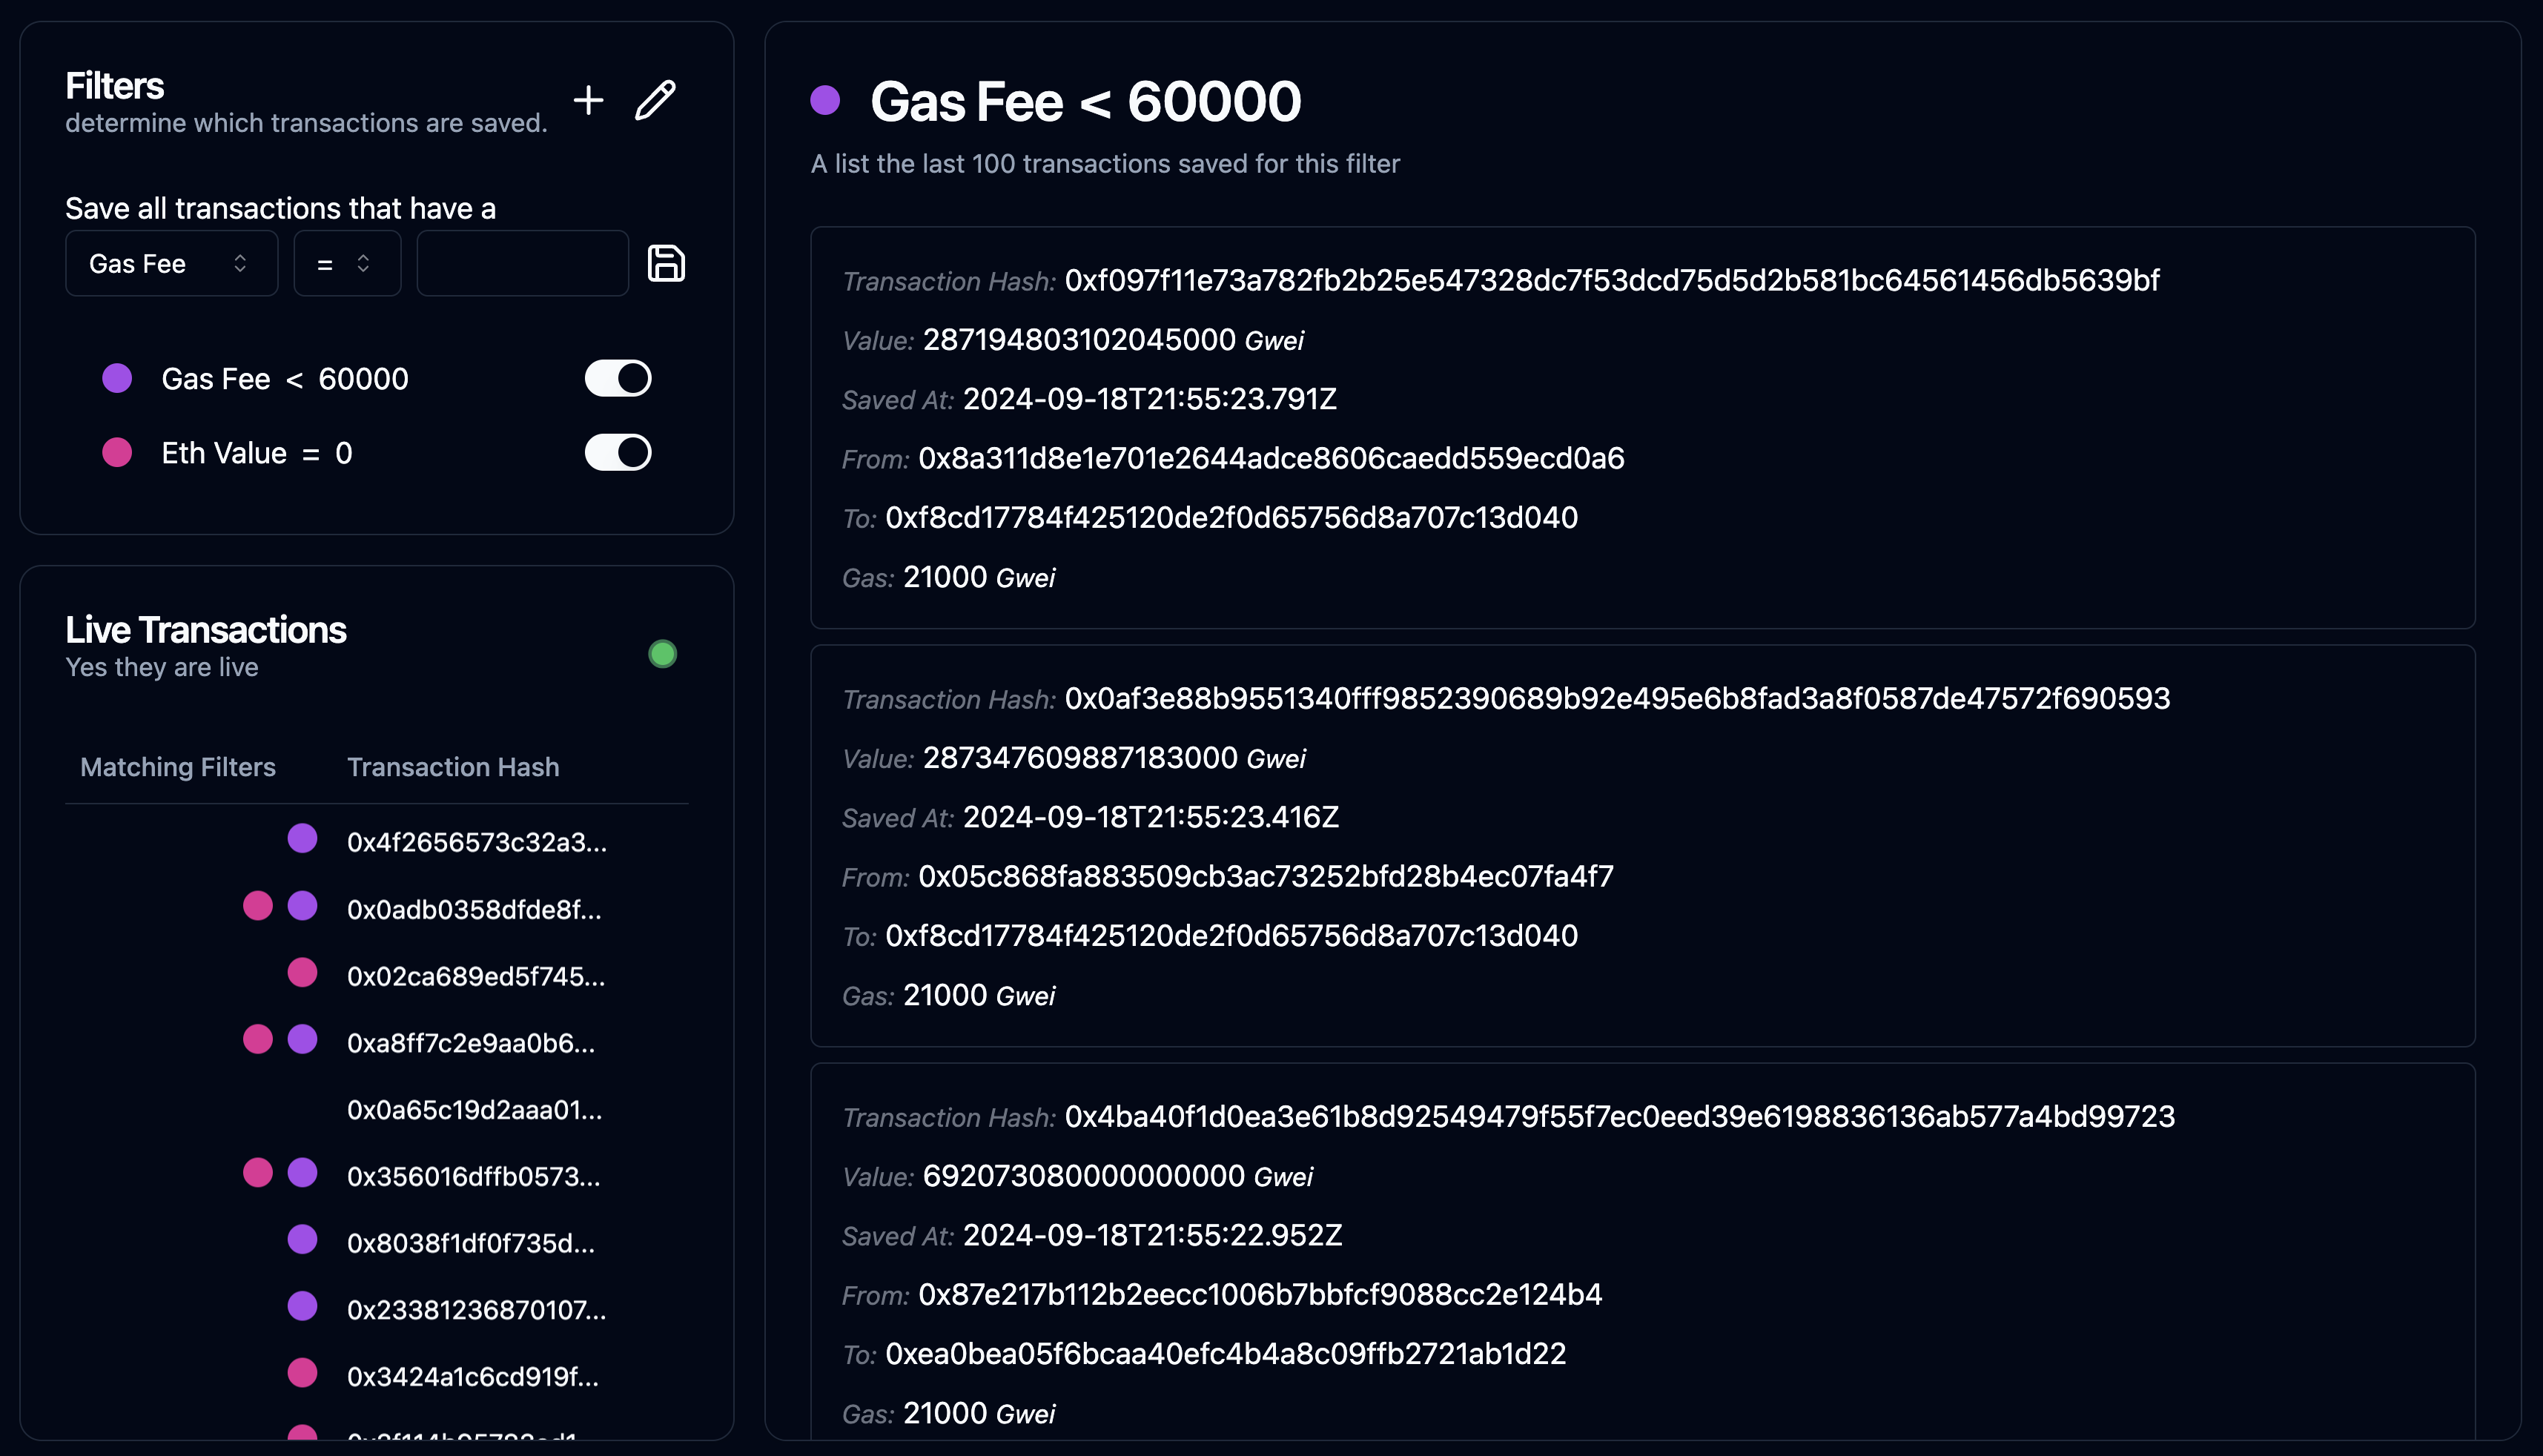 Filters
determine which transactions are saved.
Save all transactions that have a
Gas Fee = 
Gas Fee < 60000
Eth Value = 0
Live Transactions
Yes they are live
Matching Filters Transaction Hash
0x4f2656573c32a3...
0x0adb0358dfde8f...
0x02ca689ed5f745...
0xa8ff7c2e9aa0b6...
0x0a65c19d2aaa01...
0x356016dffb0573...
0x8038f1df0f735d...
0x23381236870107...
0x3424a1c6cd919f...
Gas Fee < 60000
A list the last 100 transactions saved for this filter
Transaction Hash: 0xf097f11e73a782fb2b25e547328dc7f53dcd75d5d2b581bc64561456db5639bf
Value: 287194803102045000 Gwei
Saved At: 2024-09-18T21:55:23.791Z
From: 0x8a311d8e1e701e2644adce8606caedd559ecd0a6
To: 0xf8cd17784f425120de2f0d65756d8a707c13d040
Gas: 21000 Gwei
Transaction Hash: 0x0af3e88b9551340fff9852390689b92e495e6b8fad3a8f0587de47572f690593
Value: 287347609887183000 Gwei
Saved At: 2024-09-18T21:55:23.416Z
From: 0x05c868fa883509cb3ac73252bfd28b4ec07fa4f7
To: 0xf8cd17784f425120de2f0d65756d8a707c13d040
Gas: 21000 Gwei
Transaction Hash: 0x4ba40f1d0ea3e61b8d92549479f55f7ec0eed39e6198836136ab577a4bd99723
Value: 692073080000000000 Gwei
Saved At: 2024-09-18T21:55:22.952Z
From: 0x87e217b112b2eecc1006b7bbfcf9088cc2e124b4
To: 0xea0bea05f6bcaa40efc4b4a8c09ffb2721ab1d22
Gas: 21000 Gwei